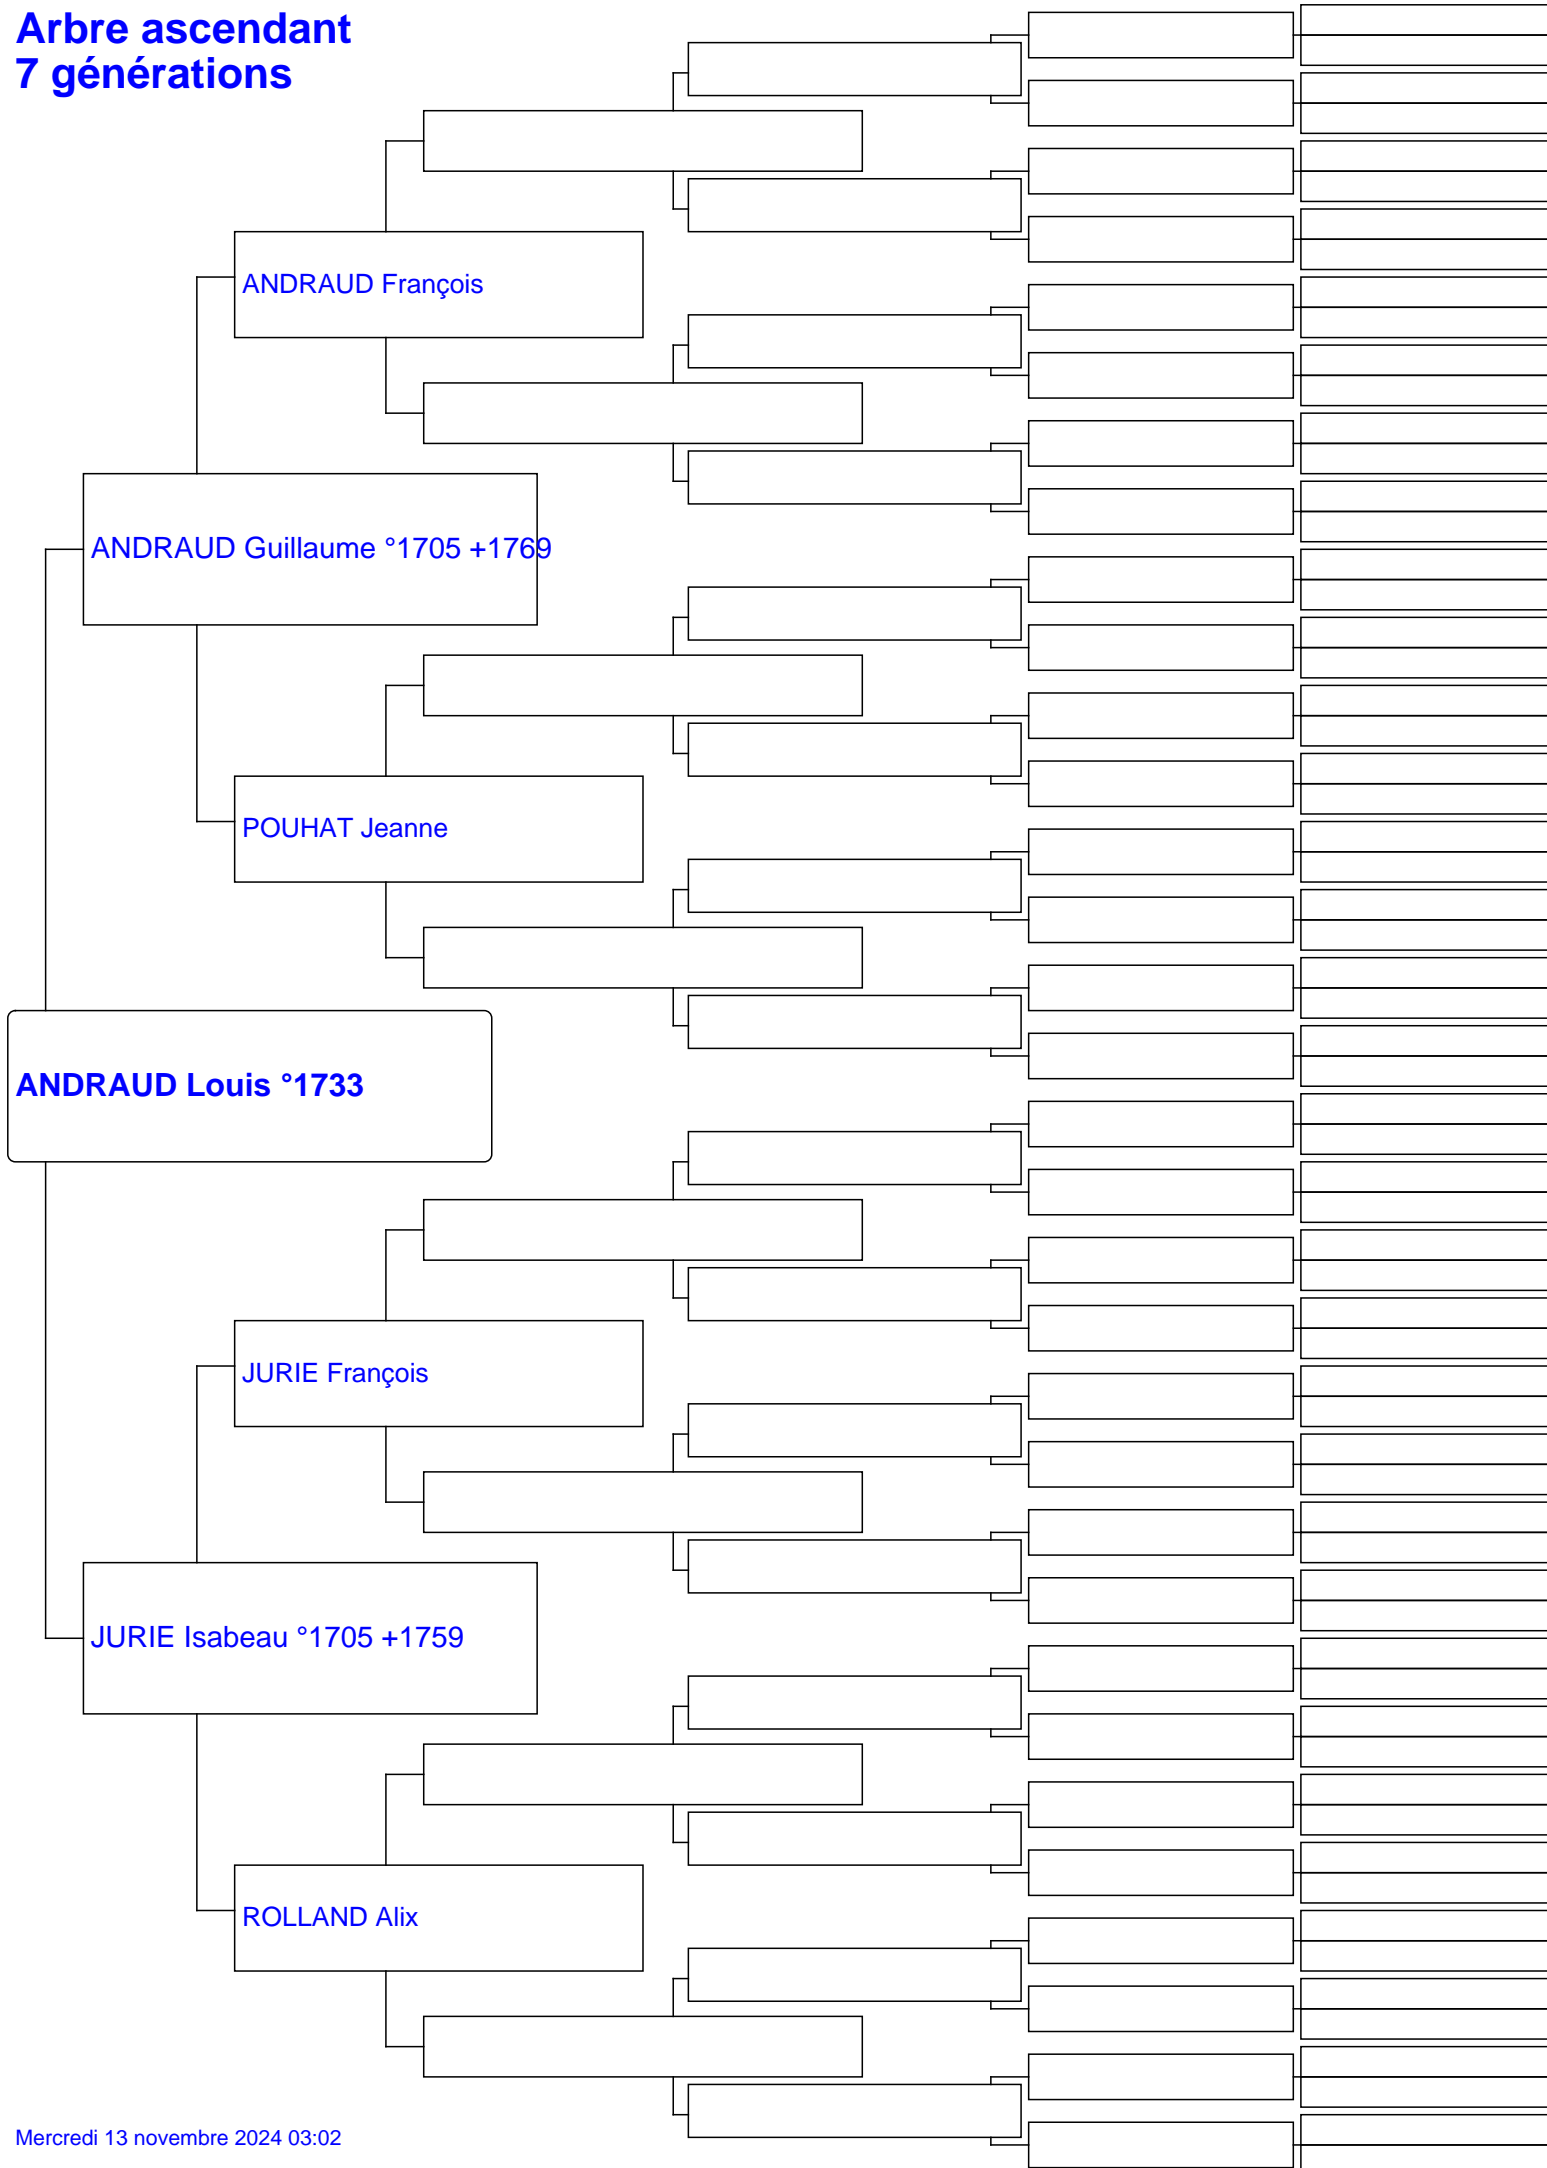 Arbre ascendant
7 générations
ANDRAUD François
ANDRAUD Guillaume °1705 +1769
POUHAT Jeanne
ANDRAUD Louis °1733
JURIE François
JURIE Isabeau °1705 +1759
ROLLAND Alix
Mercredi 13 novembre 2024 03:02